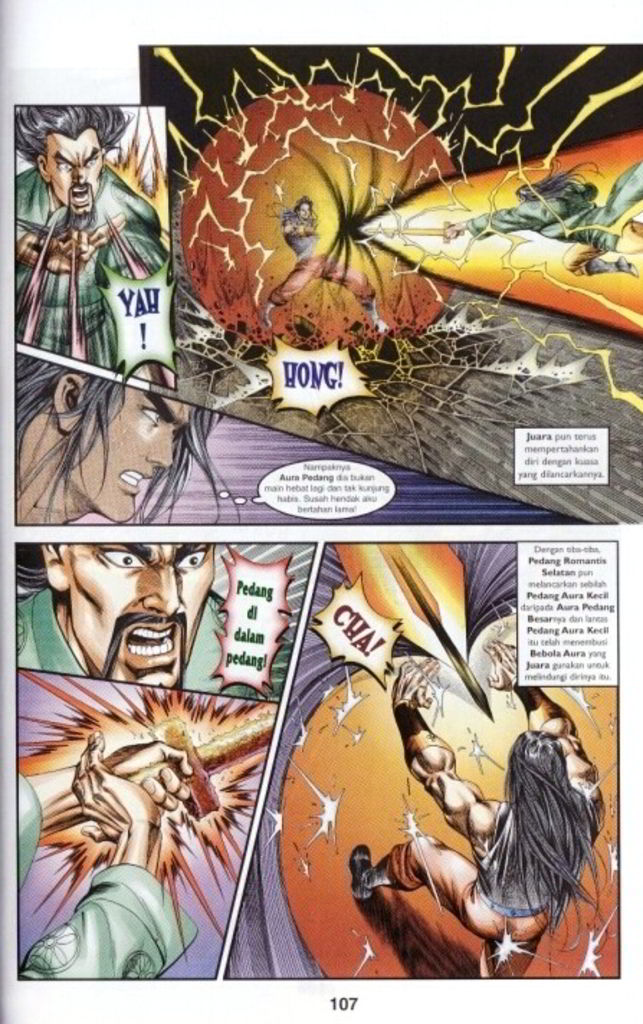 YAH
!
HONG!
Juara pun terus
mempertahankan
diri dengan kuasa
yang dilancarkannya.
Nampaknya
Aura Pedang dia bukan
main hebat lagi dan tak kunjung
habis. Susah hendak aku
bertahan lama!
Pedang
di
dalam
pedang!
CHA!
Dengan tiba-tiba,
Pedang Romantis
Selatan pun
melancarkan sebilah
Pedang Aura Kecil
daripada Aura Pedang
Besarnya dan lantas
Pedang Aura Kecil
itu telah menembusi
Bebola Aura yang
Juara gunakan untuk
melindungi dirinya itu.
107